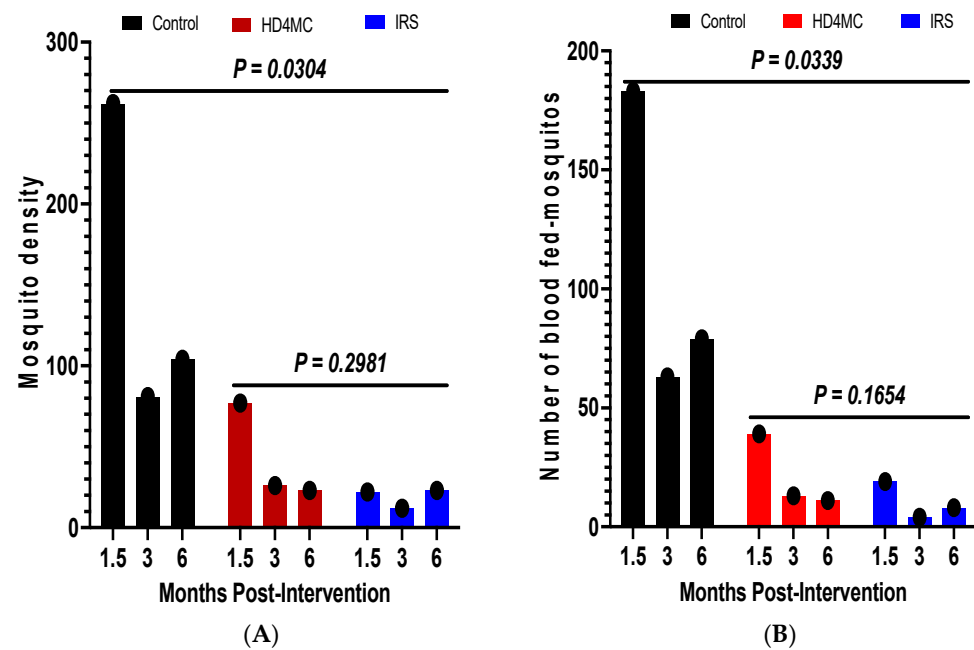 Control HD4MC IRS
300
200
100
0
Mosquito density
P = 0.0304
P = 0.2981
1.5 3 6 1.5 3 6 1.5 3 6
Months Post-Intervention
(A)
Control HD4MC IRS
200
150
100
50
0
Number of blood fed-mosquitos
P = 0.0339
P = 0.1654
1.5 3 6 1.5 3 6 1.5 3 6
Months Post-Intervention
(B)